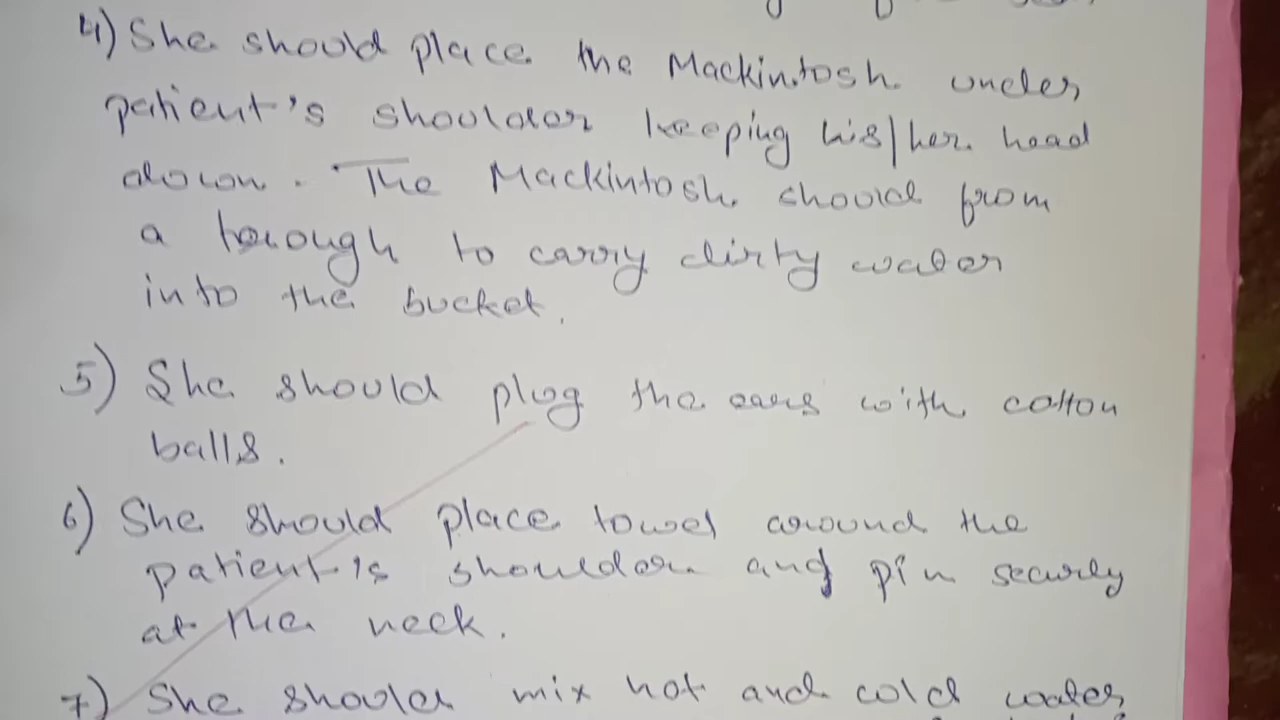 4) She should place the Mackintosh under
patient's shoulder keeping his/her head
down. The Mackintosh should from
a torough to carry dirty water
into the bucket.
5) She should plug the ears with cotton
balls.
6) She should place towel around the
patient's shoulder and pin securly
at the neck.
7) She should mix hot and cold water